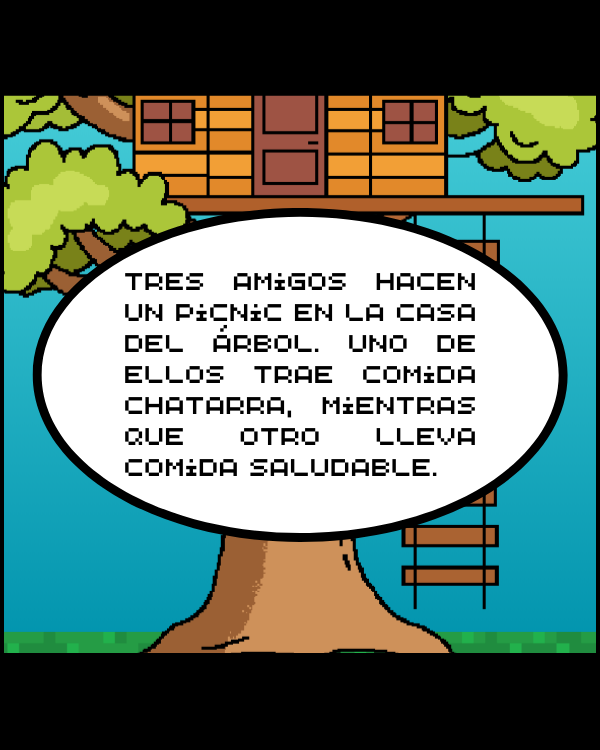 TRES AMiGOS HACEN
UN PiCNiC EN LA CASA
DEL ÁRBOL. UNO DE
ELLOS TRAE COMiDA
CHATARRA, MiENTRAS
QUE OTRO LLEVA
COMiDA SALUDABLE.